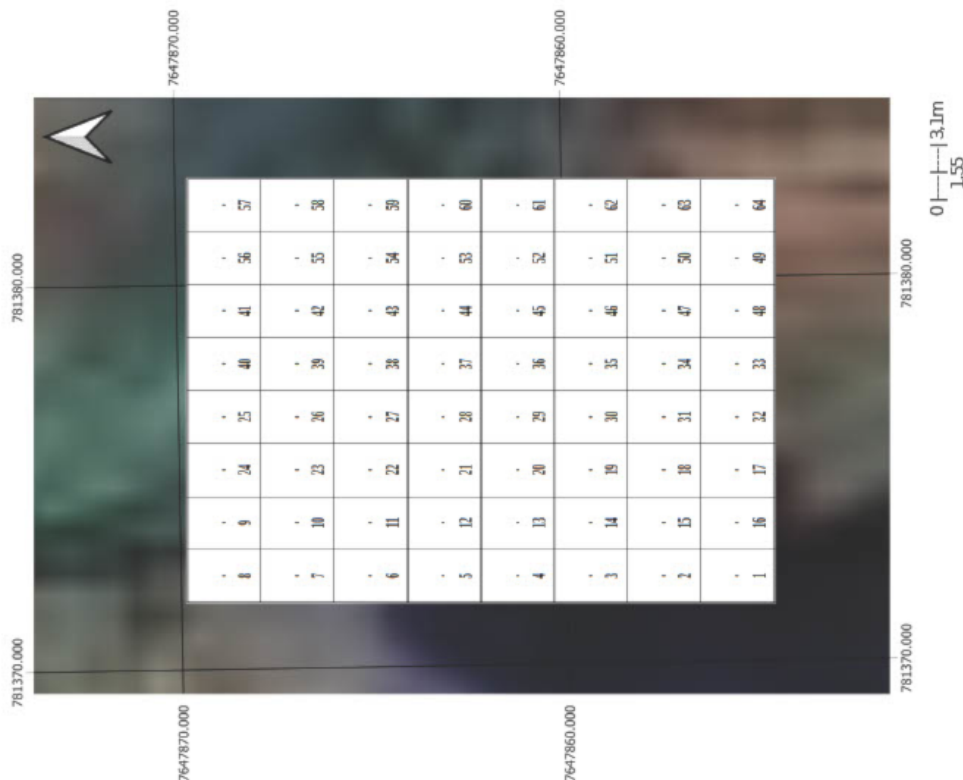 781370.000 781380.000
7647870.000 7647870.000
8 9 24 25 40 41 56 57
7 10 23 26 39 42 55 58
6 11 22 27 38 43 54 59
5 12 21 28 37 44 53 60
4 13 20 29 36 45 52 61
7647860.000 7647860.000
3 14 19 30 35 46 51 62
2 15 18 31 34 47 50 63
1 16 17 32 33 48 49 64
781370.000 781380.000
0|----|----| 3,1m
1.55